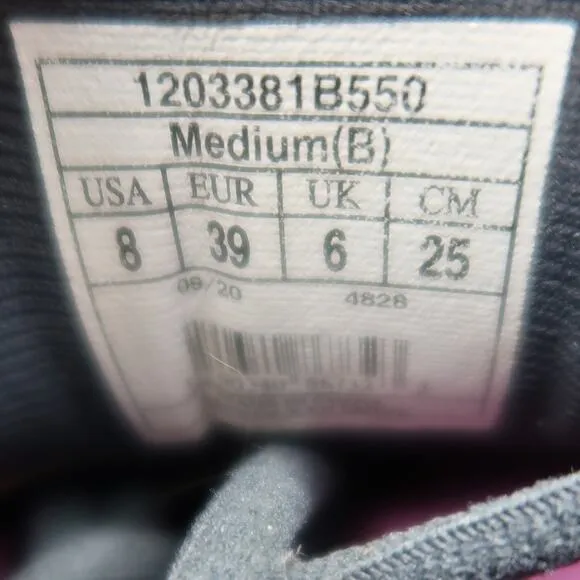 1203381B550
Medium(B)
USA EUR UK CM
8 39 6 25
09/20 4828